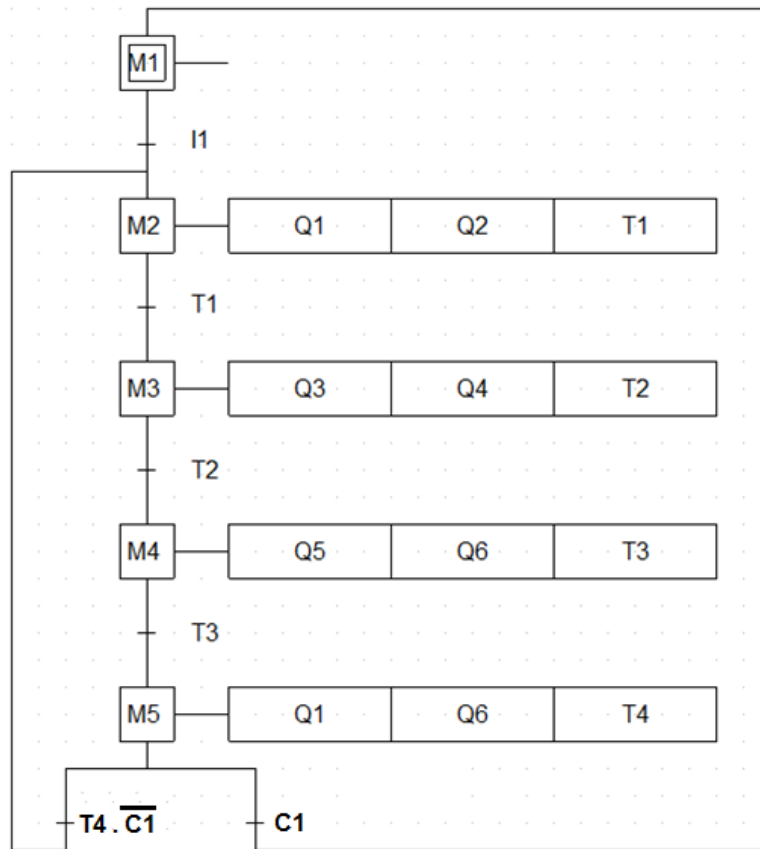 M1
I1
M2 Q1 Q2 T1
T1
M3 Q3 Q4 T2
T2
M4 Q5 Q6 T3
T3
M5 Q1 Q6 T4
T4 . C̅1̅ C1